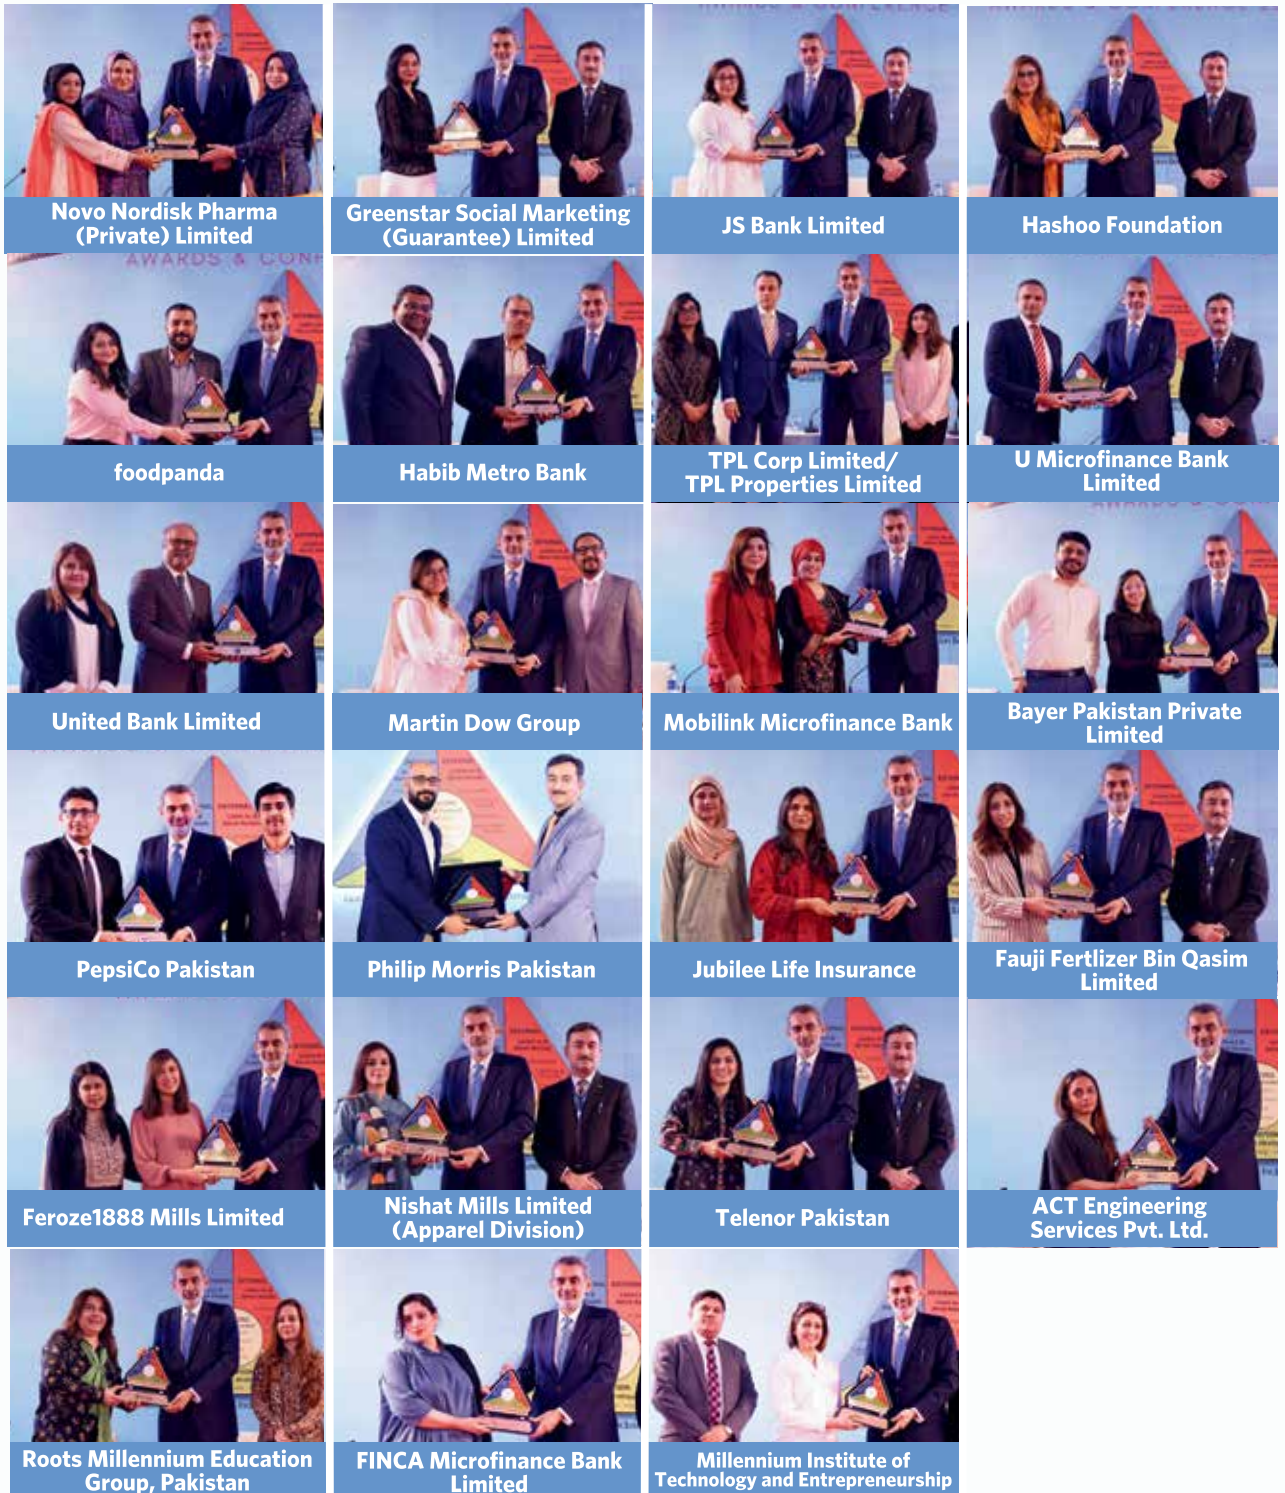 Novo Nordisk Pharma
(Private) Limited
Greenstar Social Marketing
(Guarantee) Limited
JS Bank Limited
Hashoo Foundation
AWARDS & CONF
foodpanda
Habib Metro Bank
TPL Corp Limited/
TPL Properties Limited
U Microfinance Bank
Limited
United Bank Limited
Martin Dow Group
Mobilink Microfinance Bank
Bayer Pakistan Private
Limited
PepsiCo Pakistan
Philip Morris Pakistan
Jubilee Life Insurance
Fauji Fertlizer Bin Qasim
Limited
Feroze1888 Mills Limited
Nishat Mills Limited
(Apparel Division)
Telenor Pakistan
ACT Engineering
Services Pvt. Ltd.
Roots Millennium Education
Group, Pakistan
FINCA Microfinance Bank
Limited
Millennium Institute of
Technology and Entrepreneurship